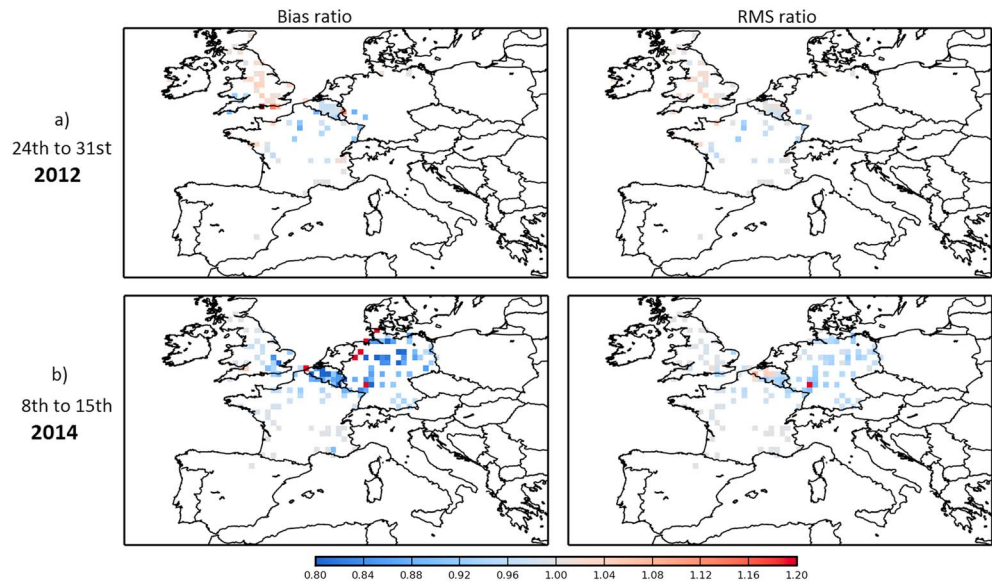 Bias ratio
RMS ratio
a)
24th to 31st
2012
b)
8th to 15th
2014
0.80 0.84 0.88 0.92 0.96 1.00 1.04 1.08 1.12 1.16 1.20